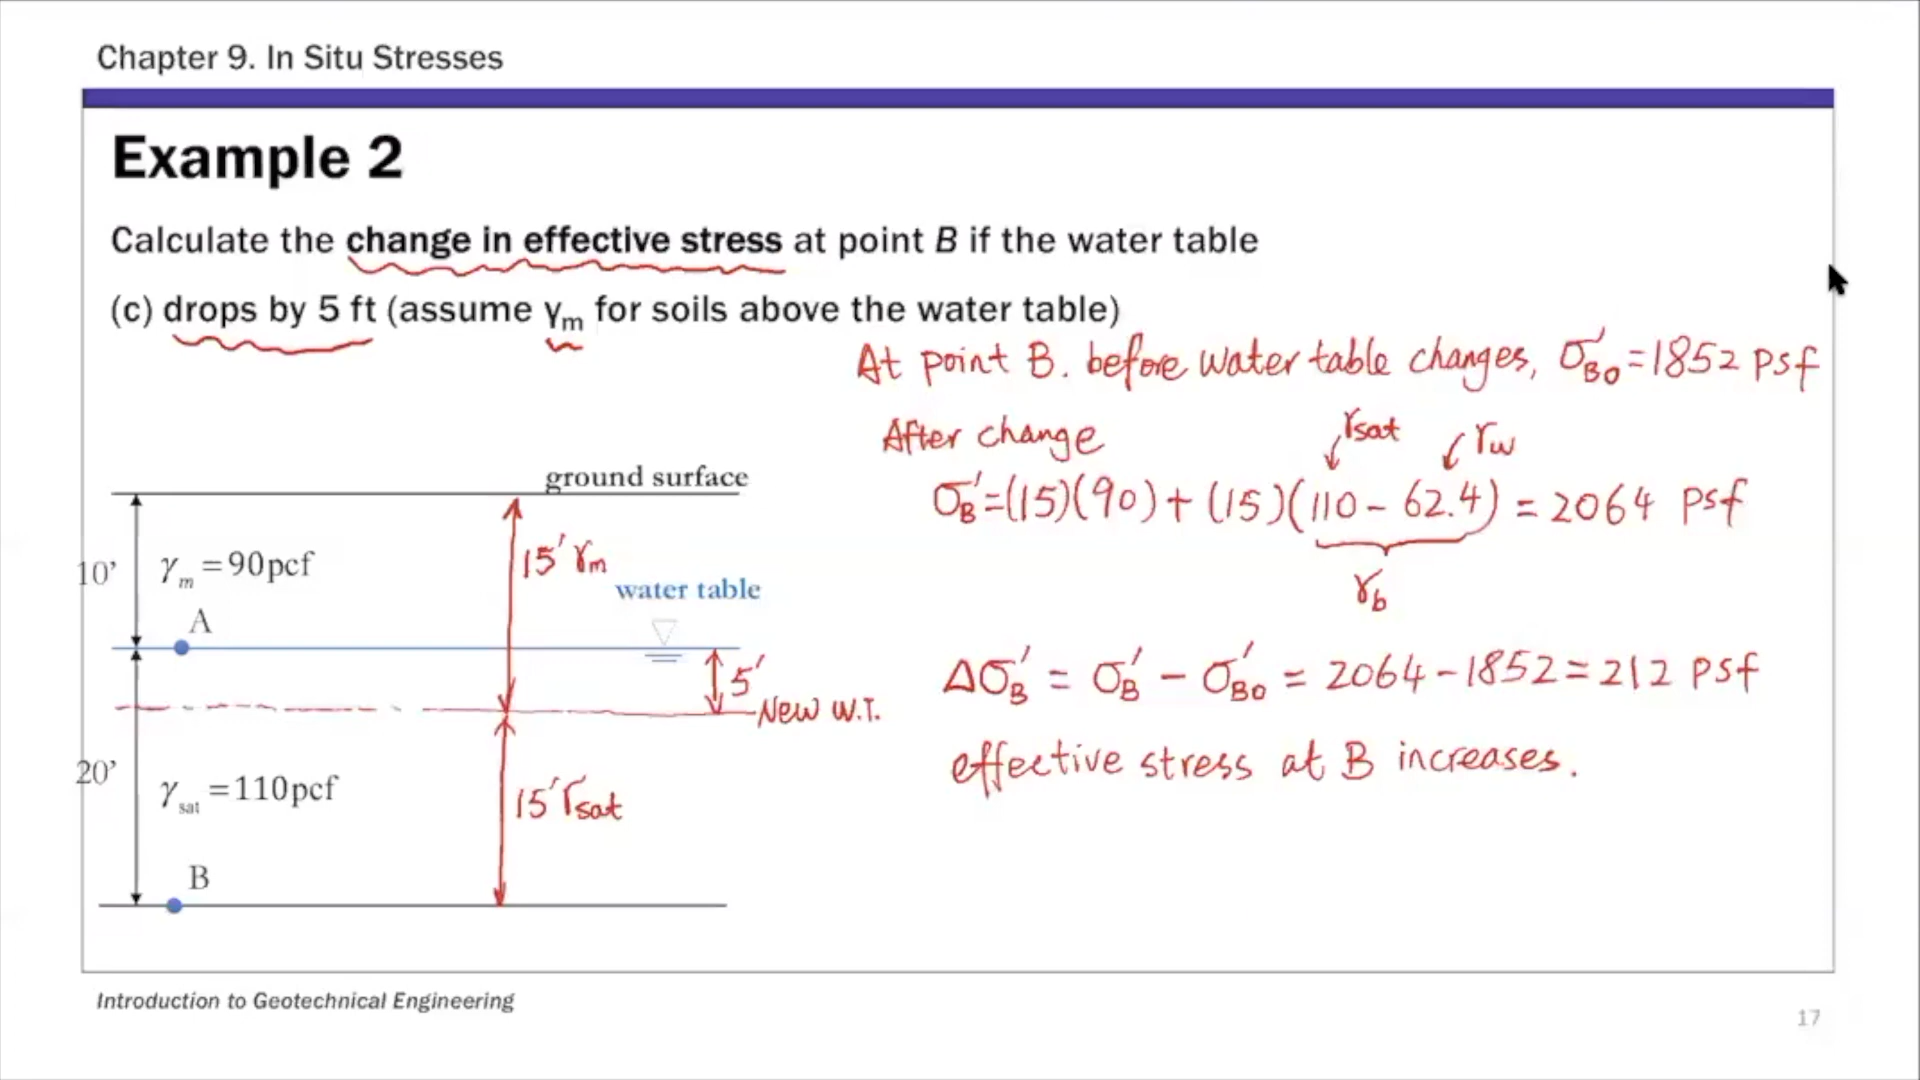 Chapter 9. In Situ Stresses
Example 2
Calculate the change in effective stress at point B if the water table
(c) drops by 5 ft (assume γm for soils above the water table)
At point B. before water table changes, σ'B0 = 1852 psf
After change
γsat
γw
σ'B = (15)(90) + (15)(110 - 62.4) = 2064 psf
γb
Δσ'B = σ'B - σ'B0 = 2064 - 1852 = 212 psf
effective stress at B increases.
ground surface
10'
γm = 90pcf
15' γm
water table
A
5'
New W.T.
20'
γsat = 110pcf
15' γsat
B
Introduction to Geotechnical Engineering
17